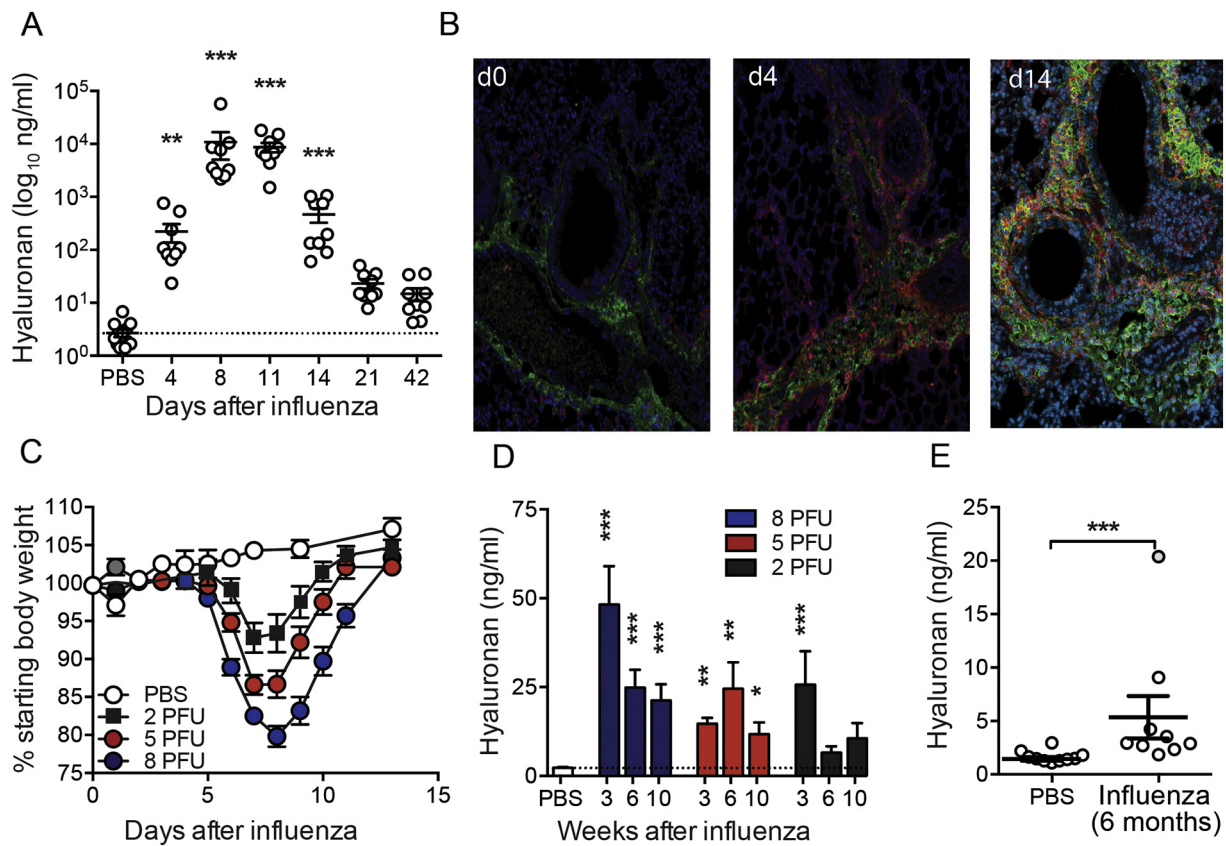 A
Hyaluronan (log10 ng/ml)
10^5
10^4
10^3
10^2
10^1
10^0
**
***
***
***
PBS 4 8 11 14 21 42
Days after influenza
B
d0
d4
d14
C
% starting body weight
110
105
100
95
90
85
80
75
PBS
2 PFU
5 PFU
8 PFU
0 5 10 15
Days after influenza
D
Hyaluronan (ng/ml)
75
50
25
0
***
***
***
**
**
*
***
8 PFU
5 PFU
2 PFU
PBS 3 6 10 3 6 10 3 6 10
Weeks after influenza
E
Hyaluronan (ng/ml)
25
20
15
10
5
0
***
PBS Influenza
(6 months)